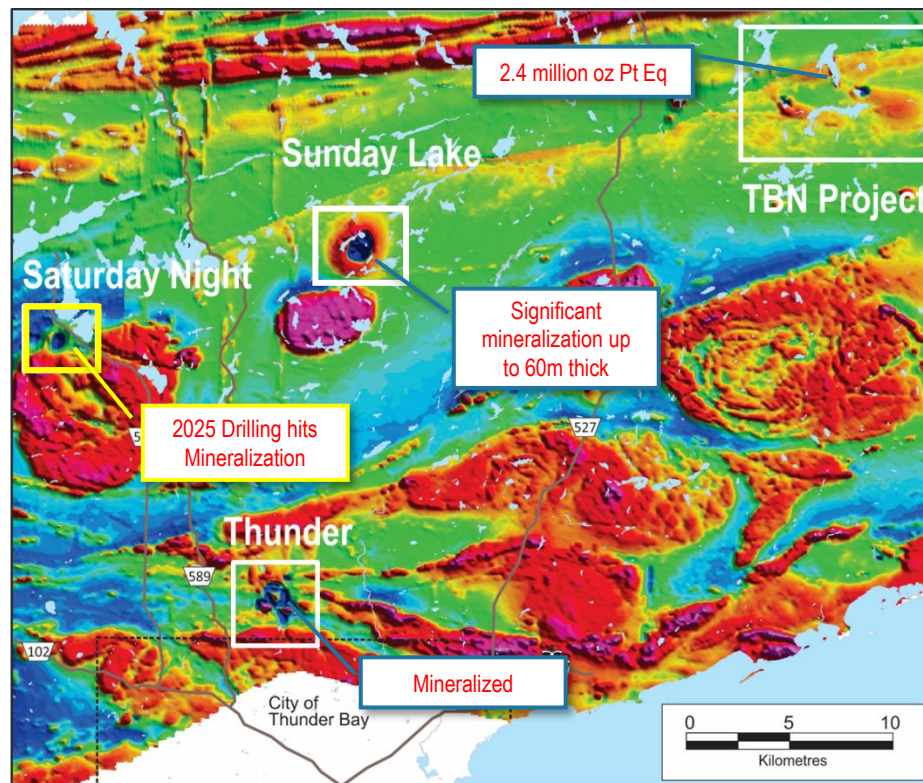 2.4 million oz Pt Eq
Sunday Lake
TBN Project
Saturday Night
Significant
mineralization up
to 60m thick
2025 Drilling hits
Mineralization
527
Thunder
589
102
Mineralized
City of
Thunder Bay
0 5 10
Kilometres